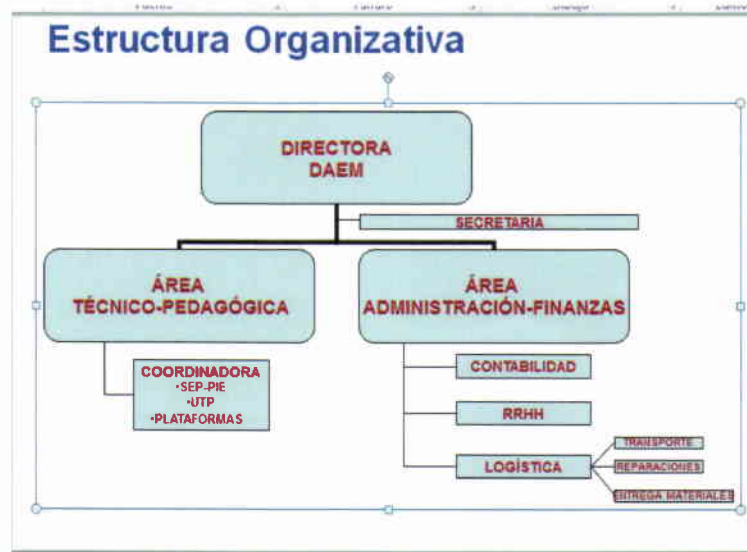 Estructura Organizativa
DIRECTORA
DAEM
SECRETARIA
ÁREA
TÉCNICO-PEDAGÓGICA
ÁREA
ADMINISTRACIÓN-FINANZAS
COORDINADORA
•SEP-PIE
•UTP
•PLATAFORMAS
CONTABILIDAD
RRHH
LOGÍSTICA
TRANSPORTE
REPARACIONES
ENTREGA MATERIALES